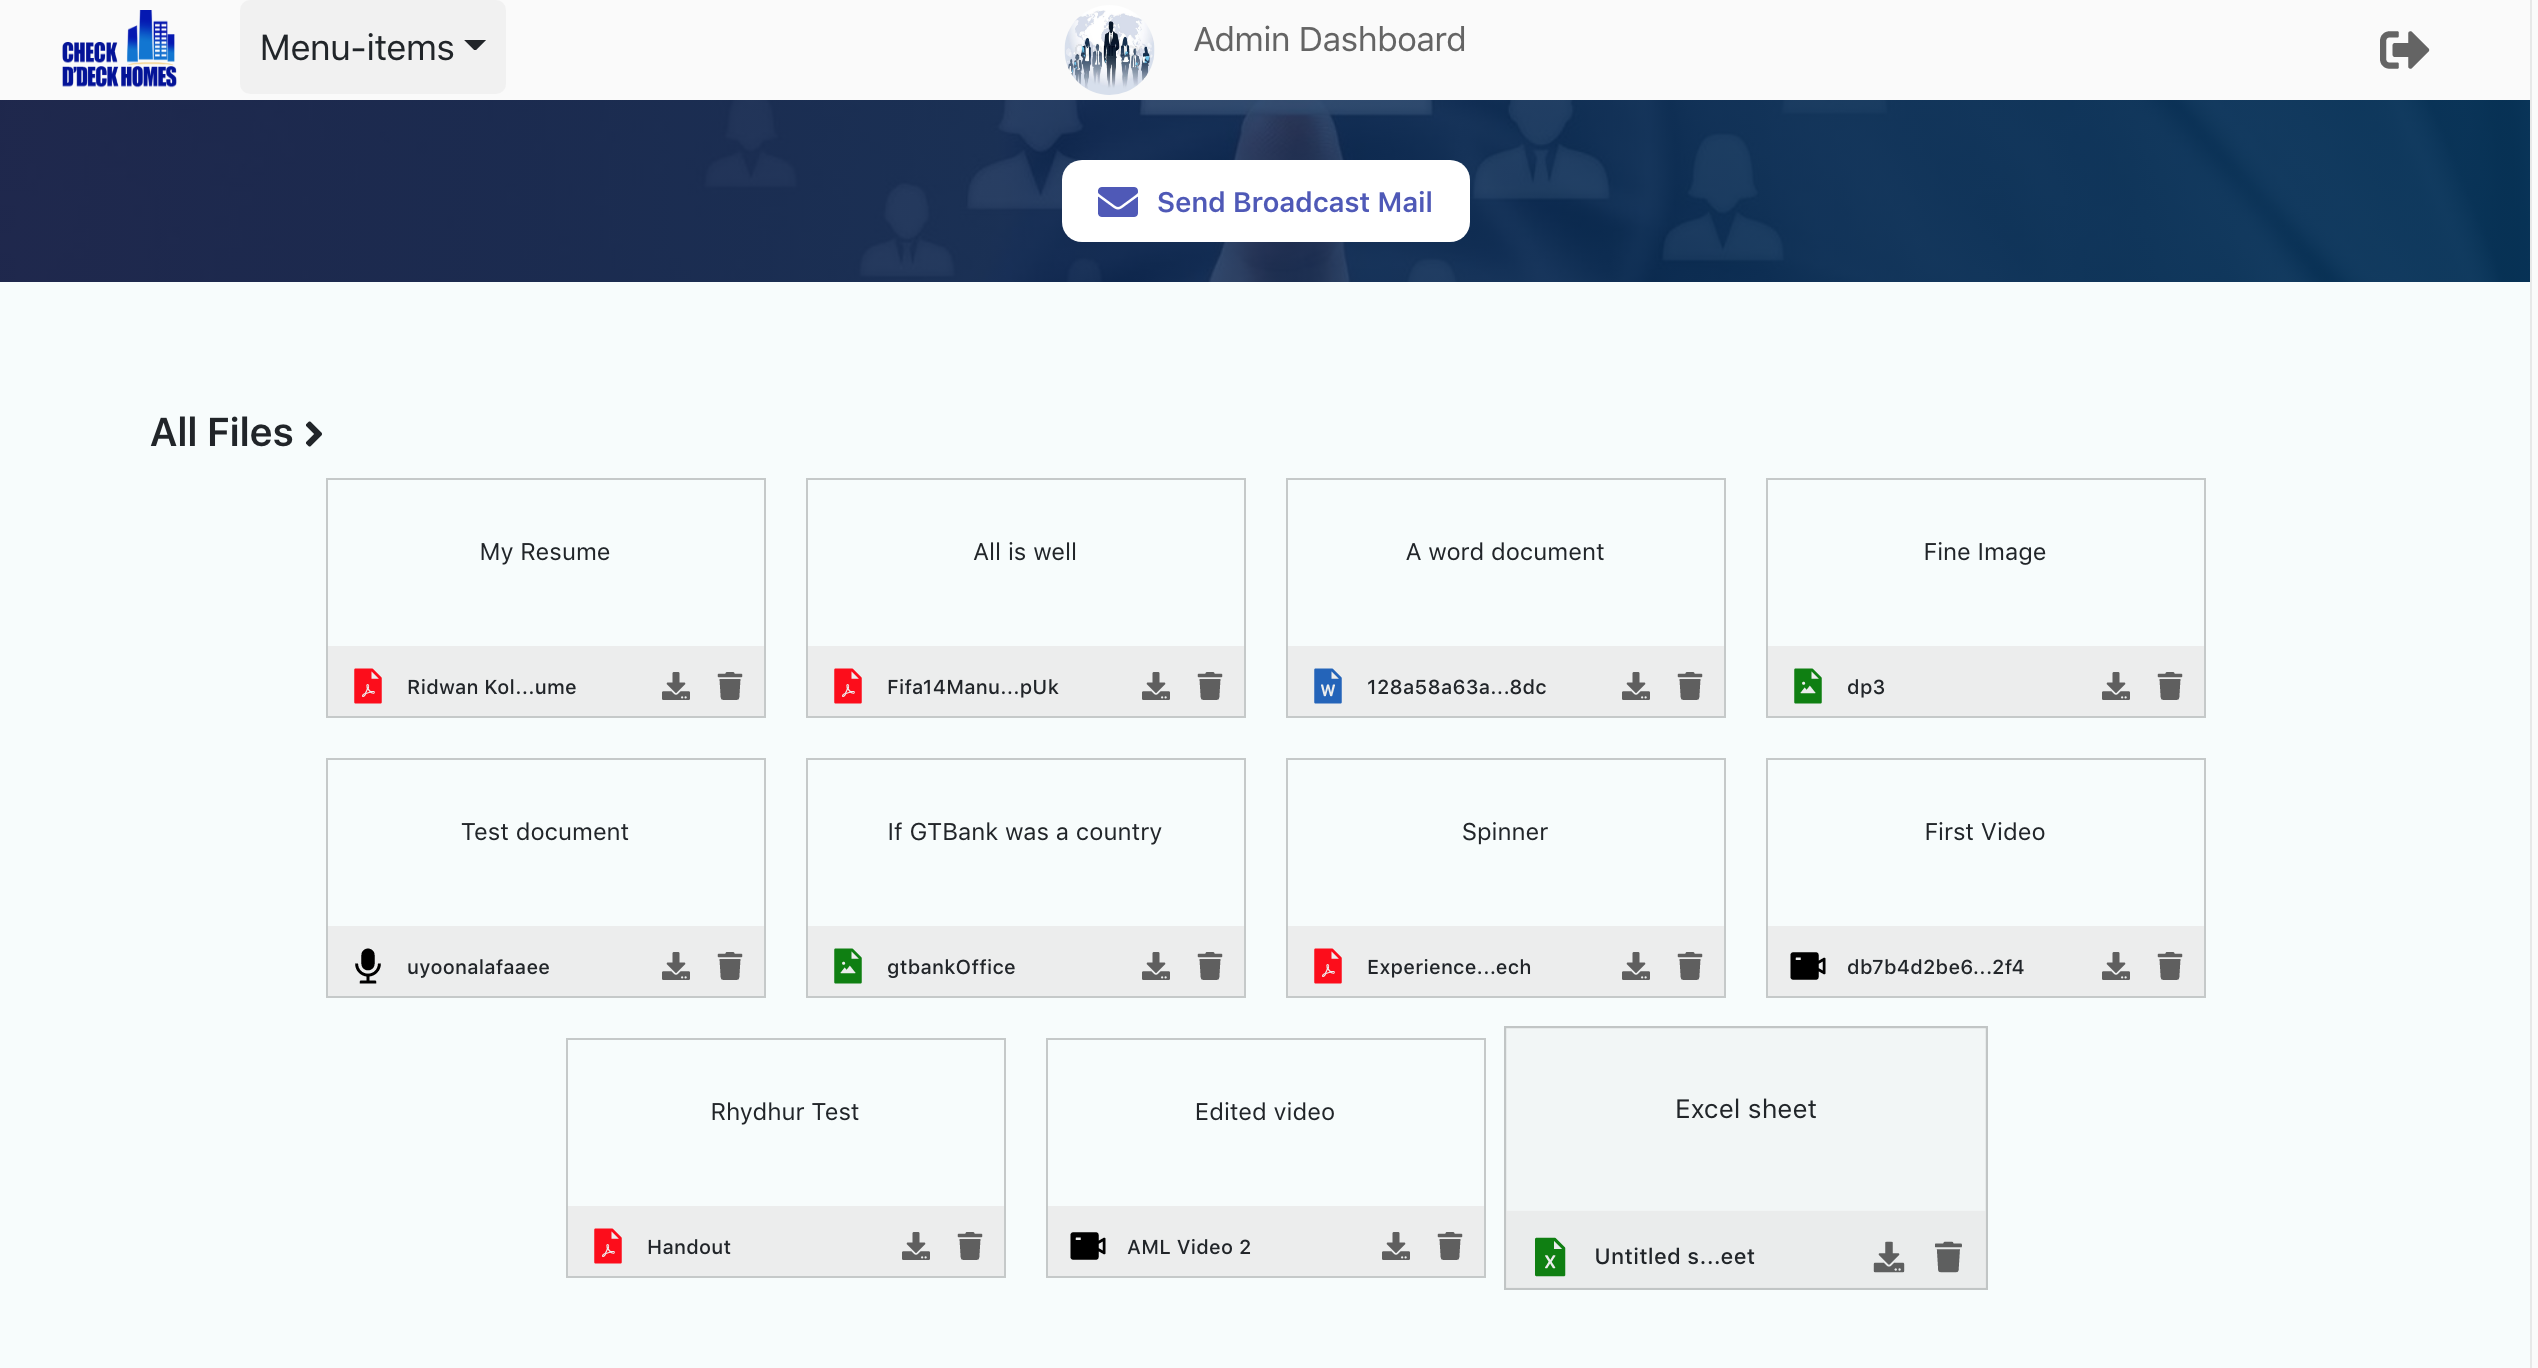 CHECK
D'DECK HOMES
Menu-items
Admin Dashboard
Send Broadcast Mail
All Files
My Resume
All is well
A word document
Fine Image
Ridwan Kol...ume
Fifa14Manu...pUk
W
128a58a63a...8dc
dp3
Test document
If GTBank was a country
Spinner
First Video
uyoonalafaaee
gtbankOffice
Experience...ech
db7b4d2be6...2f4
Rhydhur Test
Edited video
Excel sheet
Handout
AML Video 2
X
Untitled s...eet